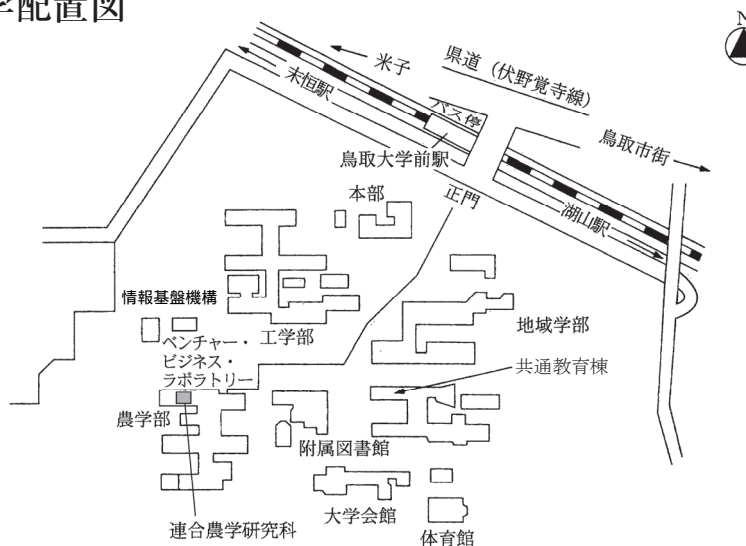 学配置図
N
米子
県道（伏野覚寺線）
末恒駅
バス停
鳥取市街
鳥取大学前駅
本部
正門
湖山駅
情報基盤機構
工学部
地域学部
ベンチャー・
ビジネス・
ラボラトリー
共通教育棟
農学部
附属図書館
大学会館
連合農学研究科
体育館